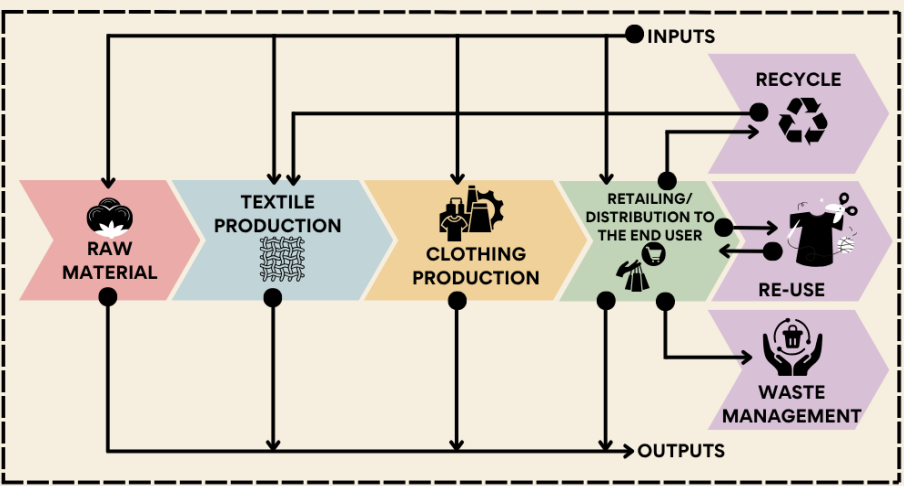 INPUTS
RECYCLE
TEXTILE
PRODUCTION
RAW
MATERIAL
CLOTHING
PRODUCTION
RETAILING/
DISTRIBUTION TO
THE END USER
RE-USE
WASTE
MANAGEMENT
OUTPUTS